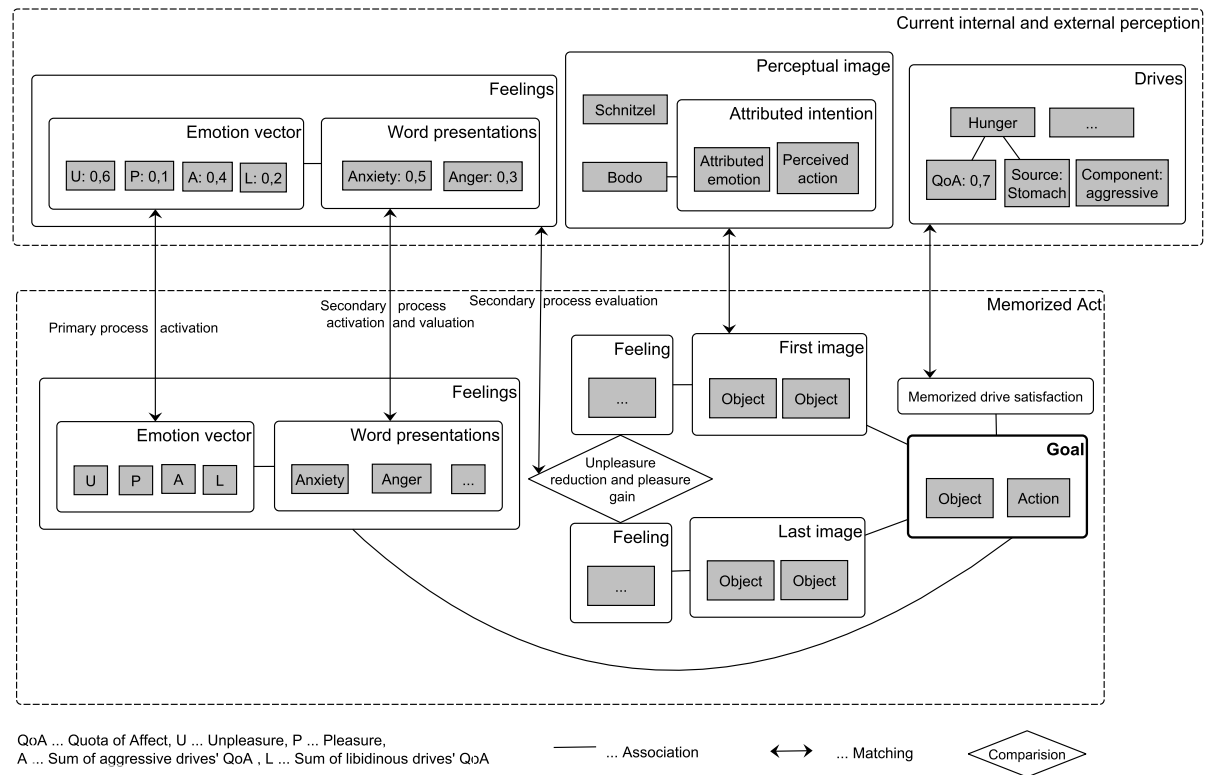 Current internal and external perception
Feelings
Emotion vector
U: 0,6
P: 0,1
A: 0,4
L: 0,2
Word presentations
Anxiety: 0,5
Anger: 0,3
Perceptual image
Schnitzel
Bodo
Attributed intention
Attributed
emotion
Perceived
action
Drives
Hunger
...
QoA: 0,7
Source:
Stomach
Component:
aggressive
Primary process activation
Secondary process
activation and valuation
Secondary process evaluation
Memorized Act
Feelings
Emotion vector
U
P
A
L
Word presentations
Anxiety
Anger
...
Feeling
...
First image
Object
Object
Unpleasure
reduction and pleasure
gain
Feeling
...
Last image
Object
Object
Memorized drive satisfaction
Goal
Object
Action
QoA ... Quota of Affect, U ... Unpleasure, P ... Pleasure,
A ... Sum of aggressive drives' QoA , L ... Sum of libidinous drives' QoA
... Association
... Matching
Comparision